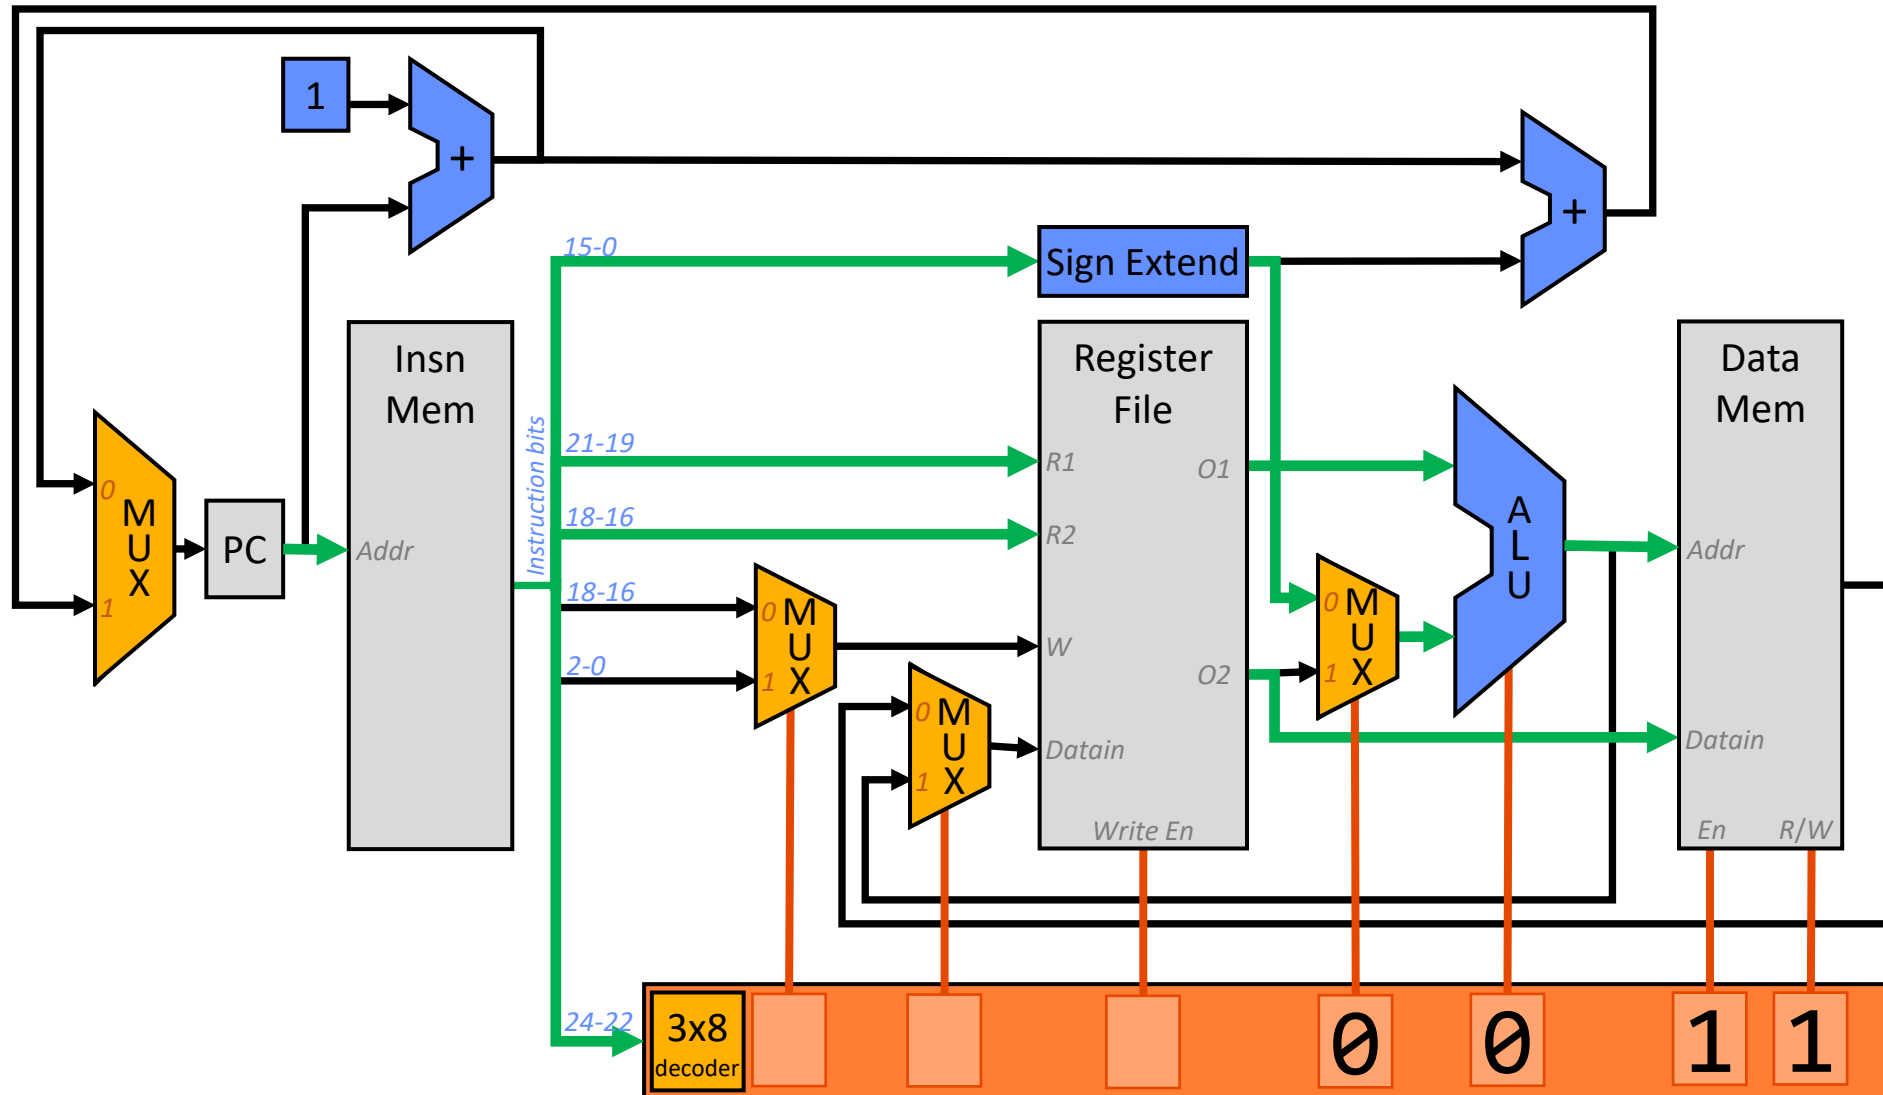 1
+
+
15-0
Sign Extend
Insn
Mem
Register
File
Data
Mem
Instruction bits
21-19
R1
O1
0
M
U
X
1
PC
Addr
18-16
R2
A
L
U
Addr
18-16
0
M
U
X
1
2-0
W
0
M
U
X
1
O2
0
M
U
X
1
Datain
Datain
Write En
En
R/W
24-22
3x8
decoder
0
0
1
1